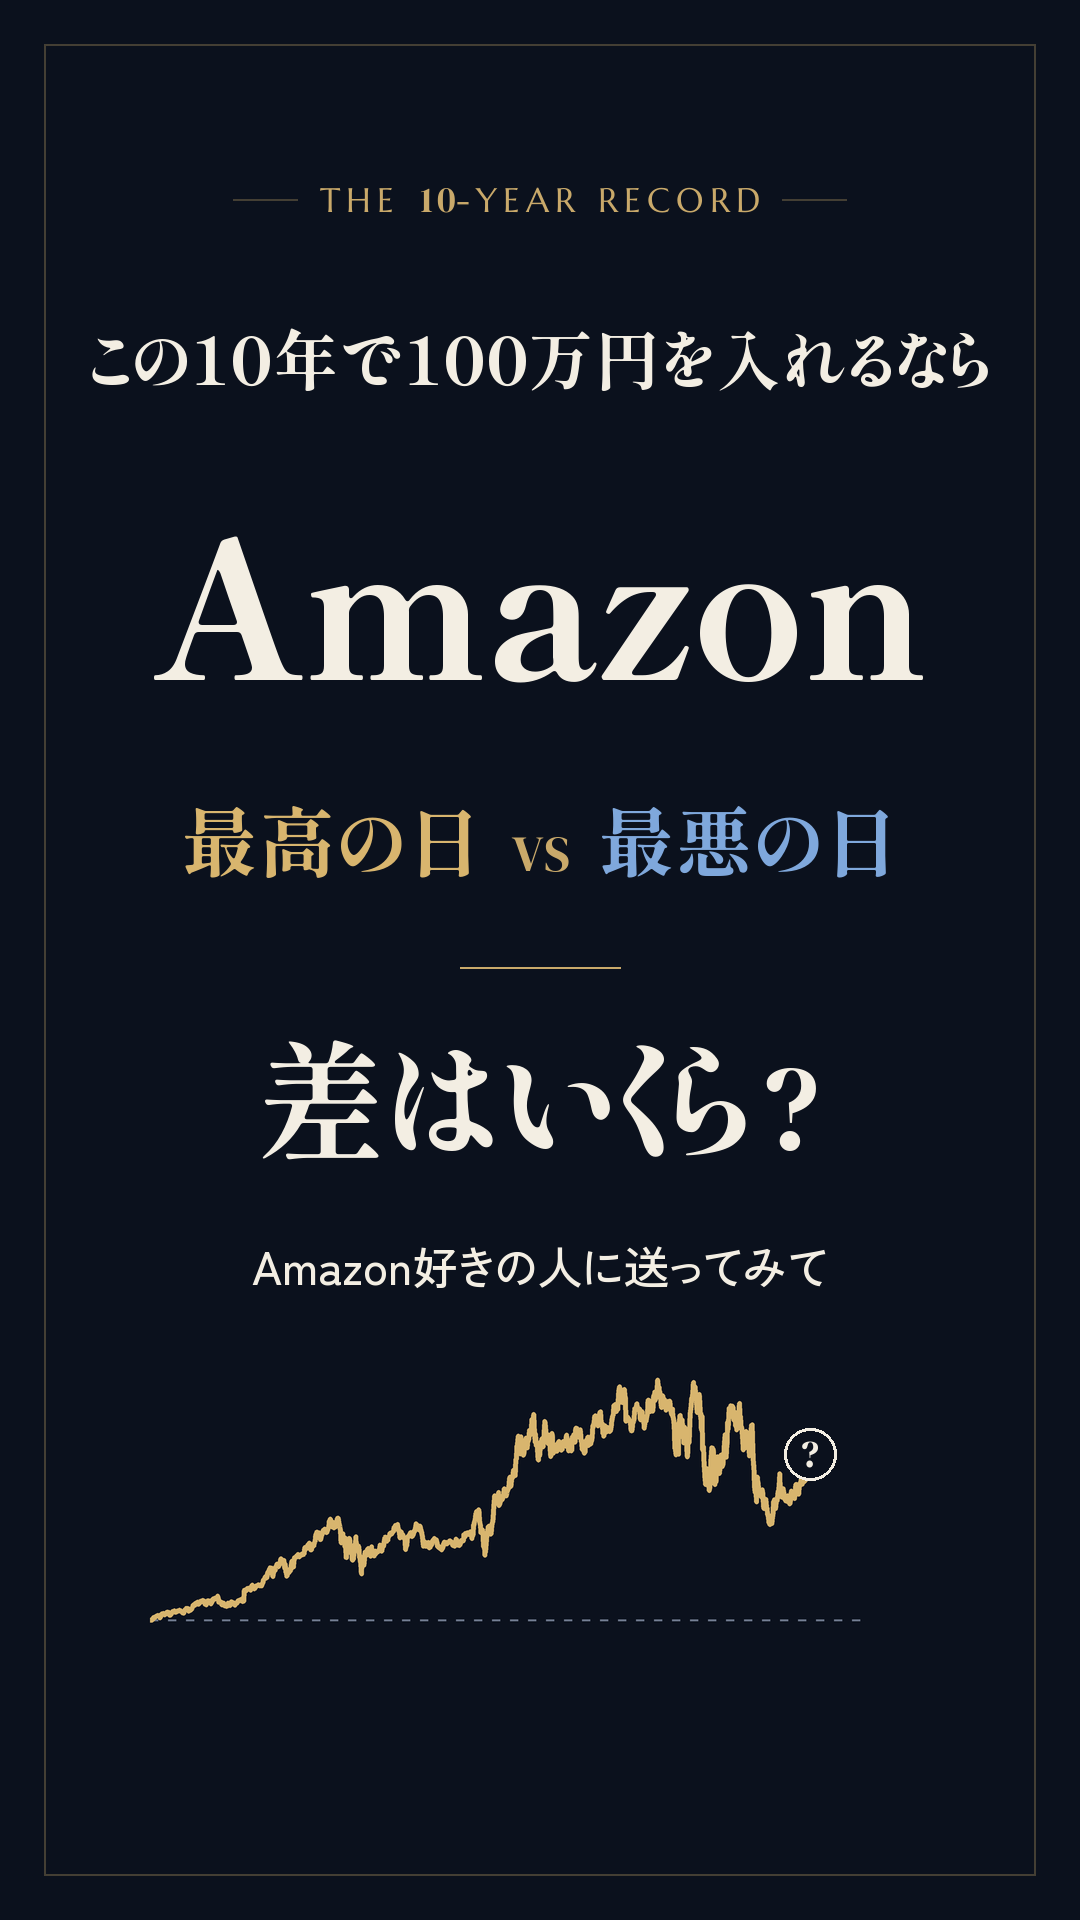 THE 10-YEAR RECORD
この10年で100万円を入れるなら
Amazon
最高の日 vs 最悪の日
差はいくら?
Amazon好きの人に送ってみて
?